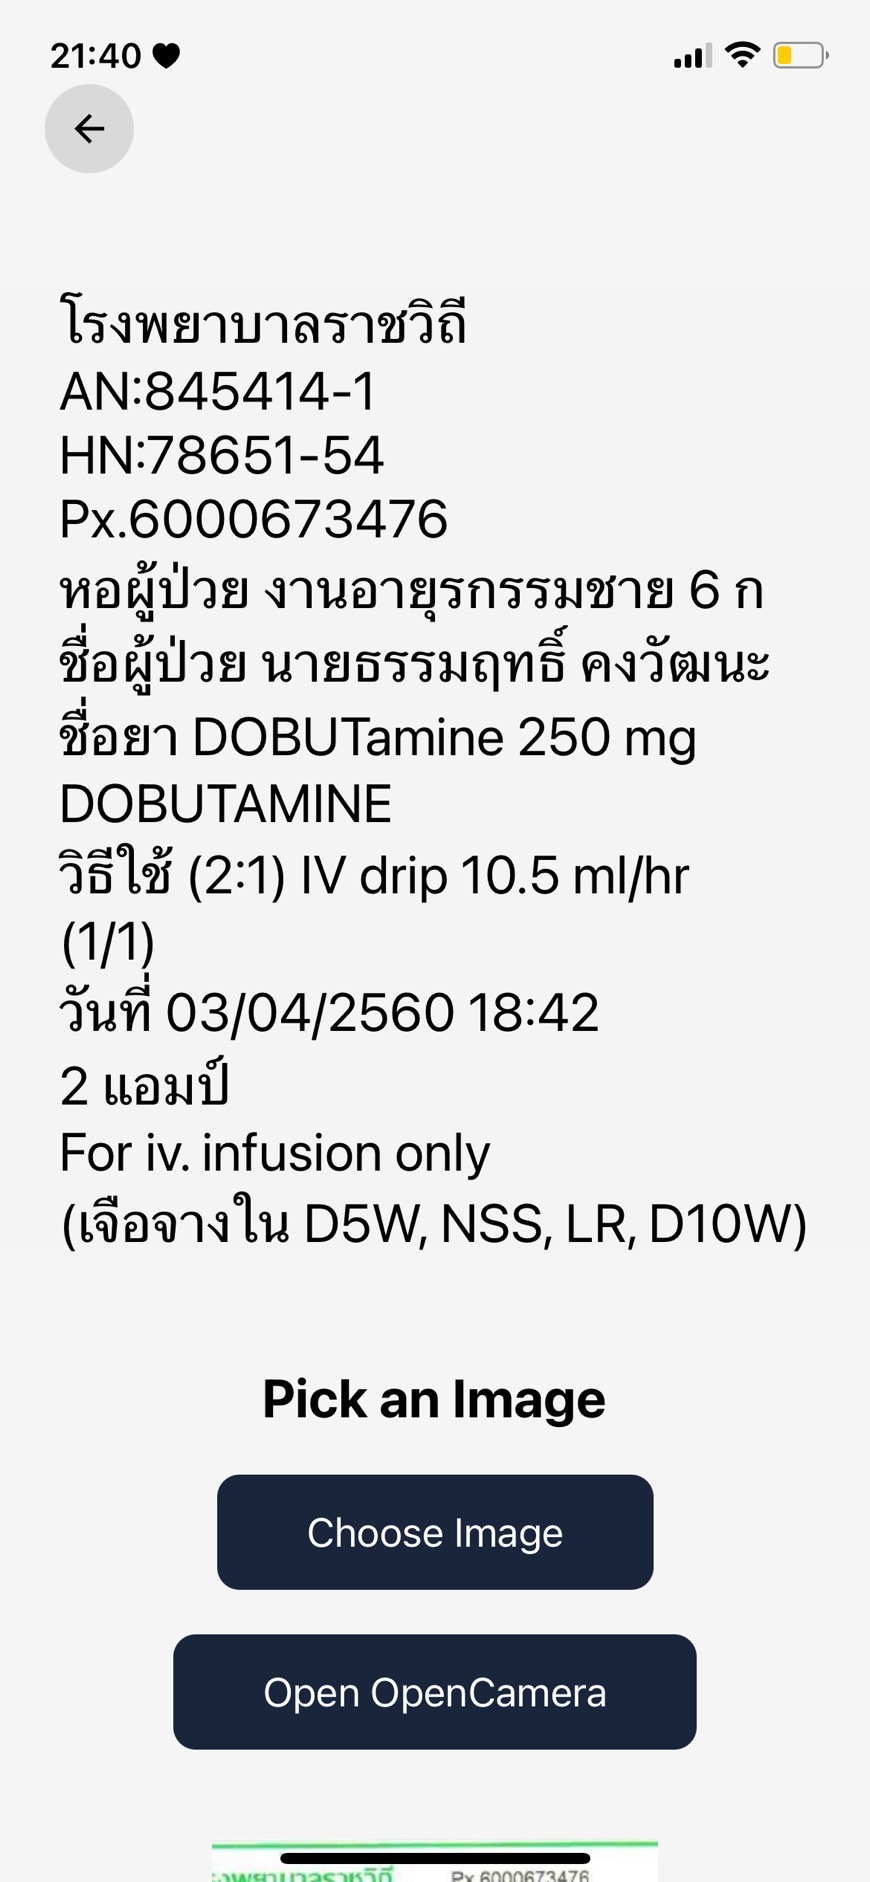 21:40
โรงพยาบาลราชวิถี
AN:845414-1
HN:78651-54
Px.6000673476
หอผู้ป่วย งานอายุรกรรมชาย 6 ก
ชื่อผู้ป่วย นายธรรมฤทธิ์ คงวัฒนะ
ชื่อยา DOBUTamine 250 mg
DOBUTAMINE
วิธีใช้ (2:1) IV drip 10.5 ml/hr
(1/1)
วันที่ 03/04/2560 18:42
2 แอมป์
For iv. infusion only
(เจือจางใน D5W, NSS, LR, D10W)
Pick an Image
Choose Image
Open OpenCamera
Px.6000673476